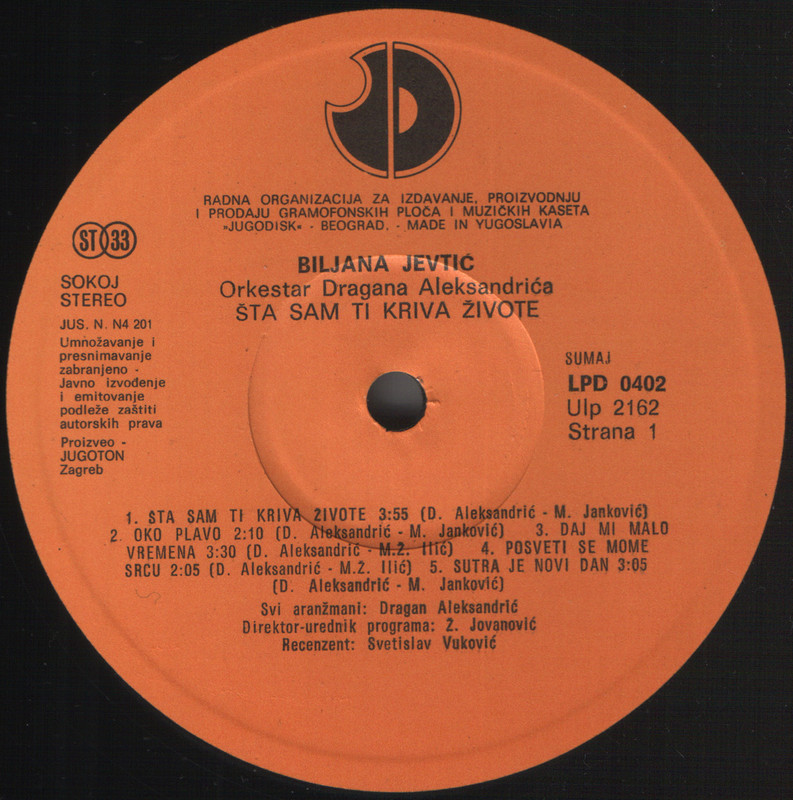 RADNA ORGANIZACIJA ZA IZDAVANJE, PROIZVODNJU
I PRODAJU GRAMOFONSKIH PLOČA I MUZIČKIH KASETA
»JUGODISK« - BEOGRAD. - MADE IN YUGOSLAVIA
ST 33
SOKOJ
STEREO
JUS. N. N4 201
Umnožavanje i
presnimavanje
zabranjeno -
Javno izvođenje
i emitovanje
podleže zaštiti
autorskih prava
Proizveo -
JUGOTON
Zagreb
BILJANA JEVTIĆ
Orkestar Dragana Aleksandrića
ŠTA SAM TI KRIVA ŽIVOTE
SUMAJ
LPD 0402
Ulp 2162
Strana 1
1. ŠTA SAM TI KRIVA ŽIVOTE 3:55 (D. Aleksandrić - M. Janković)
2. OKO PLAVO 2:10 (D. Aleksandrić - M. Janković) 3. DAJ MI MALO
VREMENA 3:30 (D. Aleksandrić - M.Ž. Ilić) 4. POSVETI SE MOME
SRCU 2:05 (D. Aleksandrić - M.Ž. Ilić) 5. SUTRA JE NOVI DAN 3:05
(D. Aleksandrić - M. Janković)
Svi aranžmani: Dragan Aleksandrić
Direktor-urednik programa: Ž. Jovanović
Recenzent: Svetislav Vuković